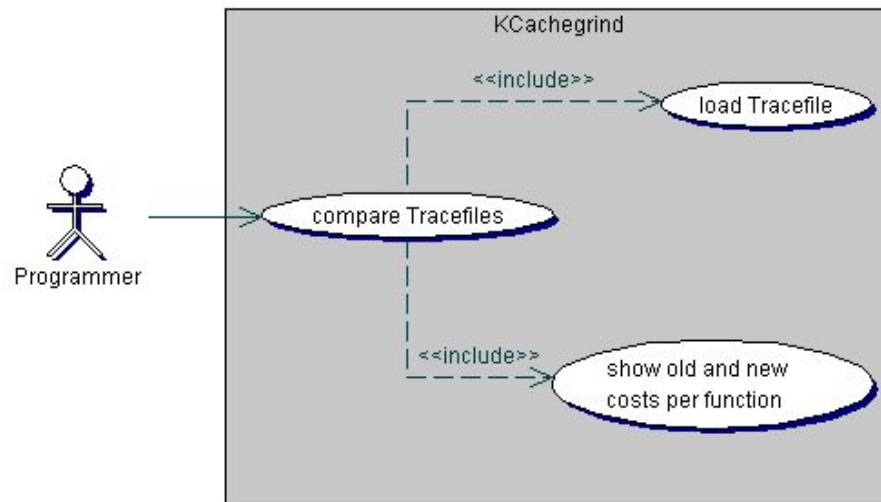 KCachegrind
<<include>>
load Tracefile
compare Tracefiles
Programmer
<<include>>
show old and new
costs per function